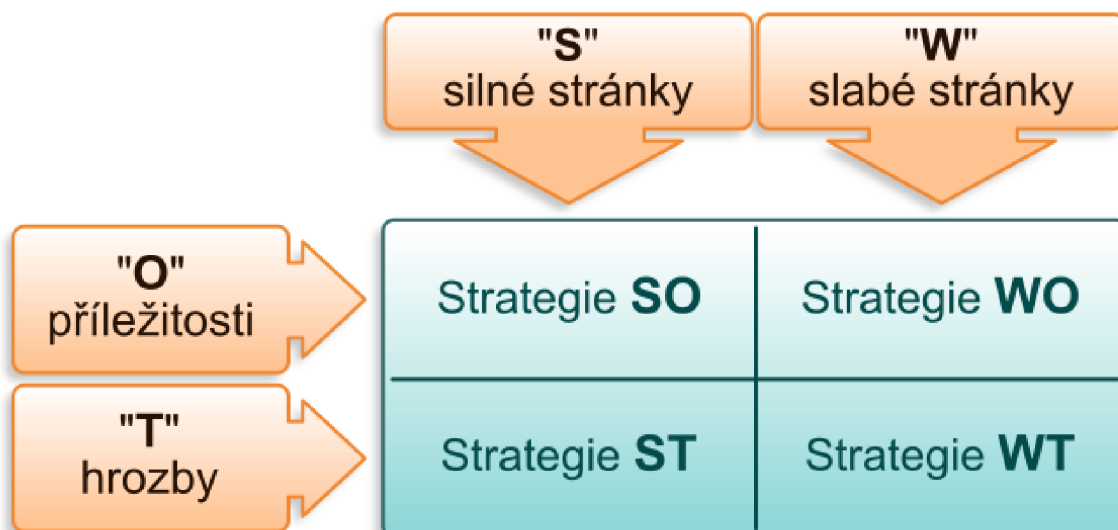 "S"
silné stránky
"W"
slabé stránky
"O"
příležitosti
Strategie SO
Strategie WO
"T"
hrozby
Strategie ST
Strategie WT